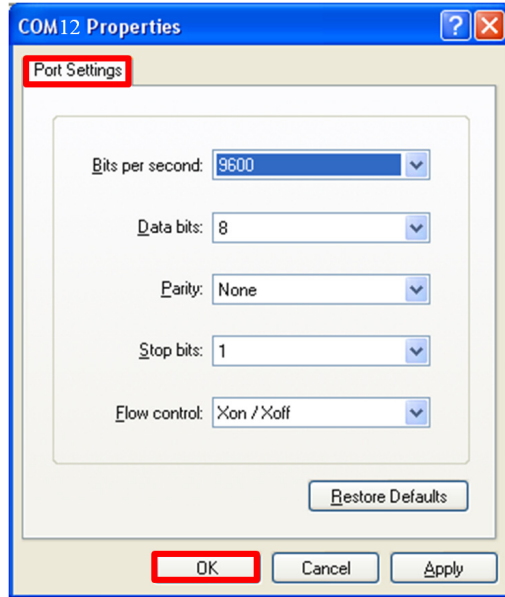 COM12 Properties
Port Settings
Bits per second: 9600
Data bits: 8
Parity: None
Stop bits: 1
Flow control: Xon / Xoff
Restore Defaults
OK Cancel Apply